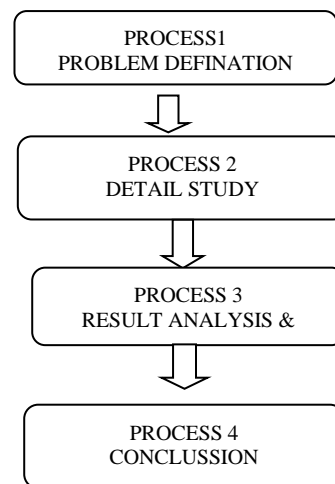 PROCESS1
PROBLEM DEFINATION
PROCESS 2
DETAIL STUDY
PROCESS 3
RESULT ANALYSIS &
PROCESS 4
CONCLUSSION